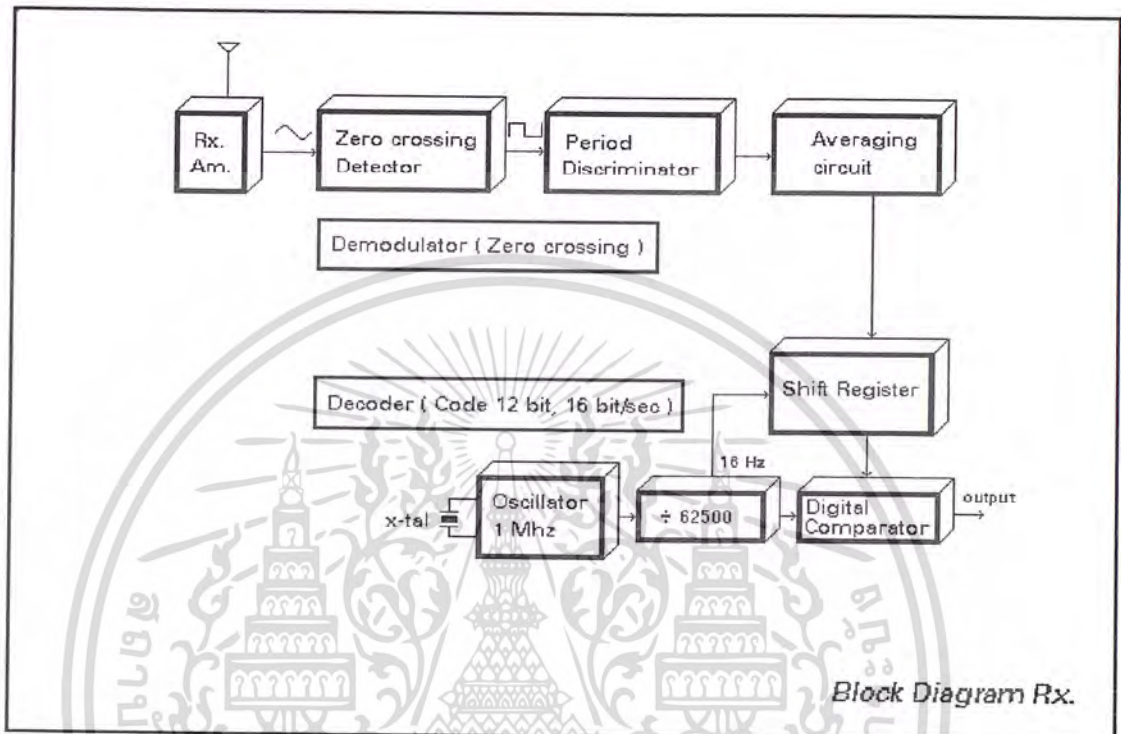 Rx.
Am.
Zero crossing
Detector
Period
Discriminator
Averaging
circuit
Demodulator ( Zero crossing )
Shift Register
Decoder ( Code 12 bit, 16 bit/sec )
16 Hz
x-tal
Oscillator
1 Mhz
÷ 62500
Digital
Comparator
output
Block Diagram Rx.